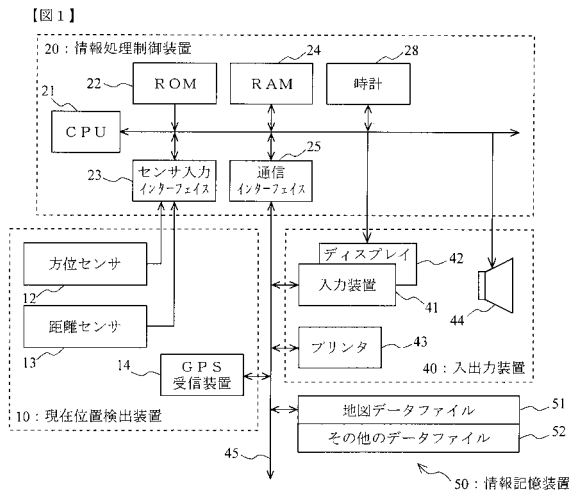 【図１】
20：情報処理制御装置
22
24
28
21
ＲＯＭ
ＲＡＭ
時計
ＣＰＵ
25
23
センサ入力
インターフェイス
通信
インターフェイス
方位センサ
12
距離センサ
13
14
ＧＰＳ
受信装置
10：現在位置検出装置
ディスプレイ
42
入力装置
41
44
プリンタ
43
40：入出力装置
地図データファイル
51
その他のデータファイル
52
45
50：情報記憶装置